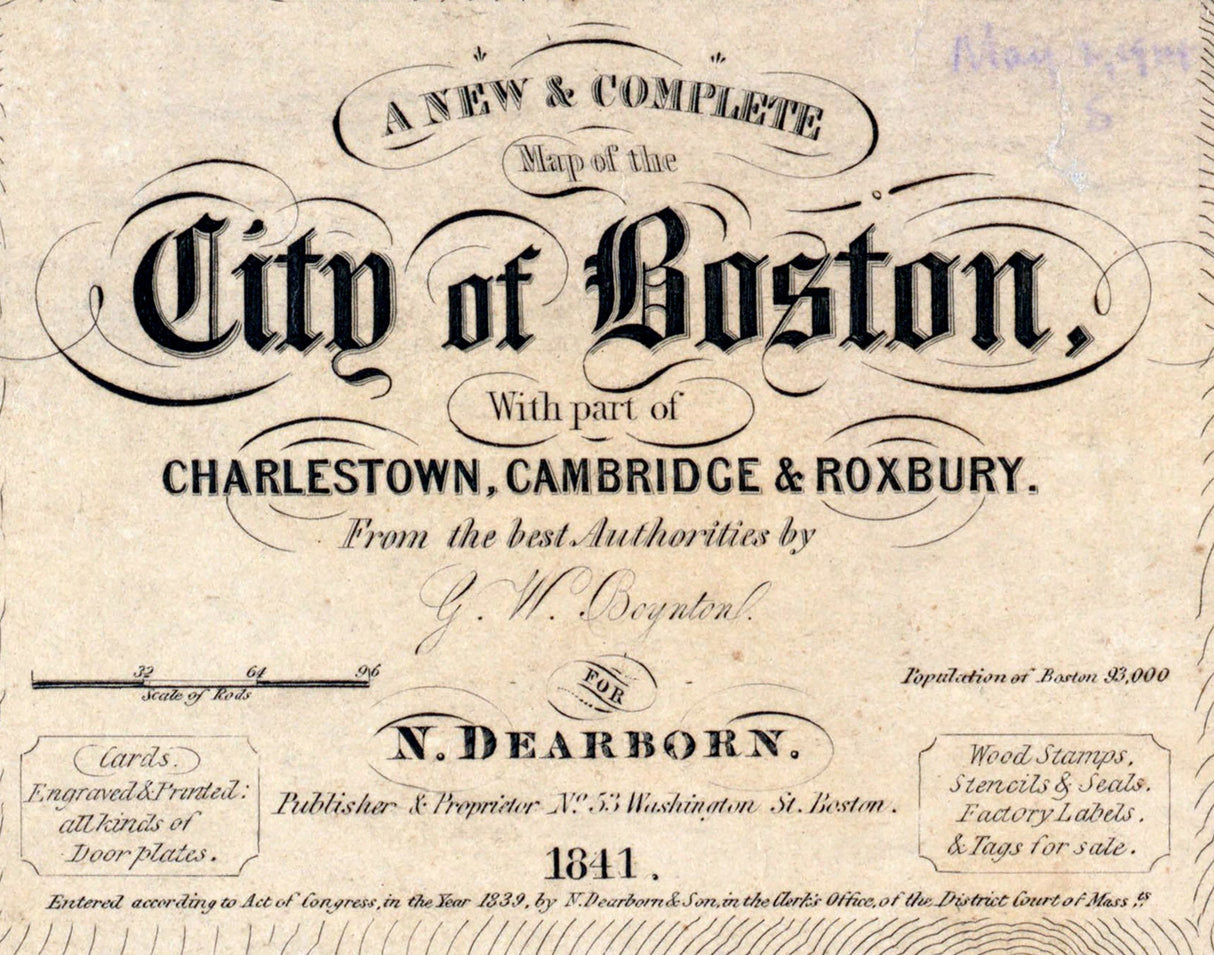 May
A NEW & COMPLETE
Map of the
City of Boston,
With part of
CHARLESTOWN, CAMBRIDGE & ROXBURY.
From the best Authorities by
G. W. Boynton.
32 64 96
Scale of Rods
FOR
Population of Boston 93,000
N. DEARBORN.
Publisher & Proprietor No. 53 Washington St. Boston.
Cards.
Engraved & Printed:
all kinds of
Door plates.
Wood Stamps,
Stencils & Seals.
Factory Labels.
& Tags for sale.
1841.
Entered according to Act of Congress, in the Year 1839, by N. Dearborn & Son, in the Clerk's Office, of the District Court of Mass.ts